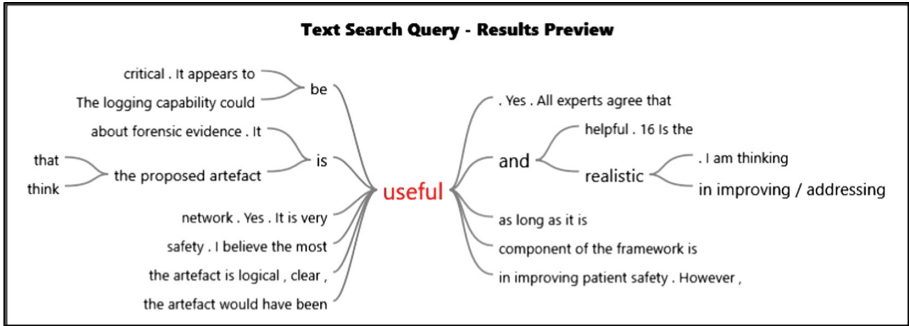 Text Search Query - Results Preview
critical . It appears to
The logging capability could
be
about forensic evidence . It
that
think
the proposed artefact
is
network . Yes . It is very
safety . I believe the most
the artefact is logical , clear ,
the artefact would have been
useful
. Yes . All experts agree that
and
helpful . 16 Is the
realistic
. I am thinking
in improving / addressing
as long as it is
component of the framework is
in improving patient safety . However ,